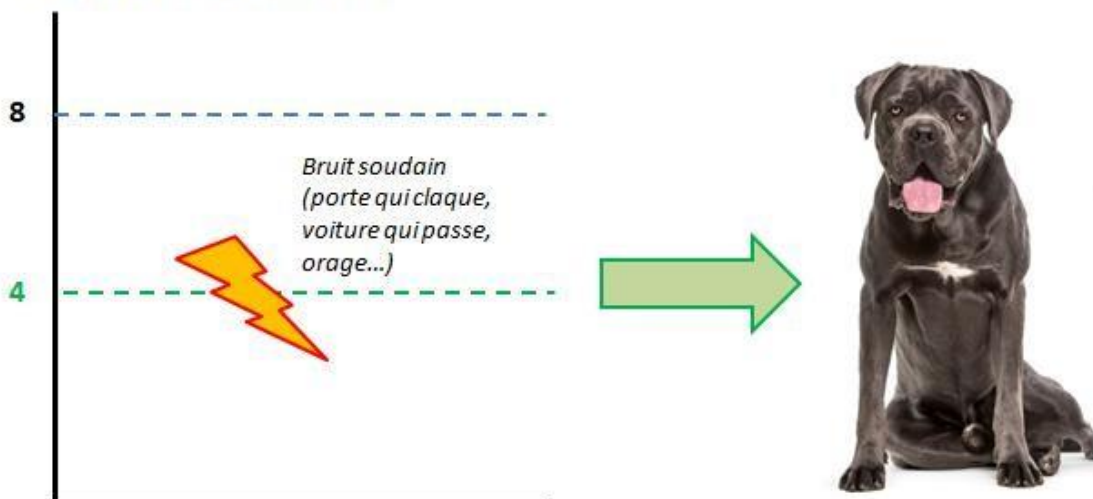 8
Bruit soudain
(porte qui claque,
voiture qui passe,
orage...)
4